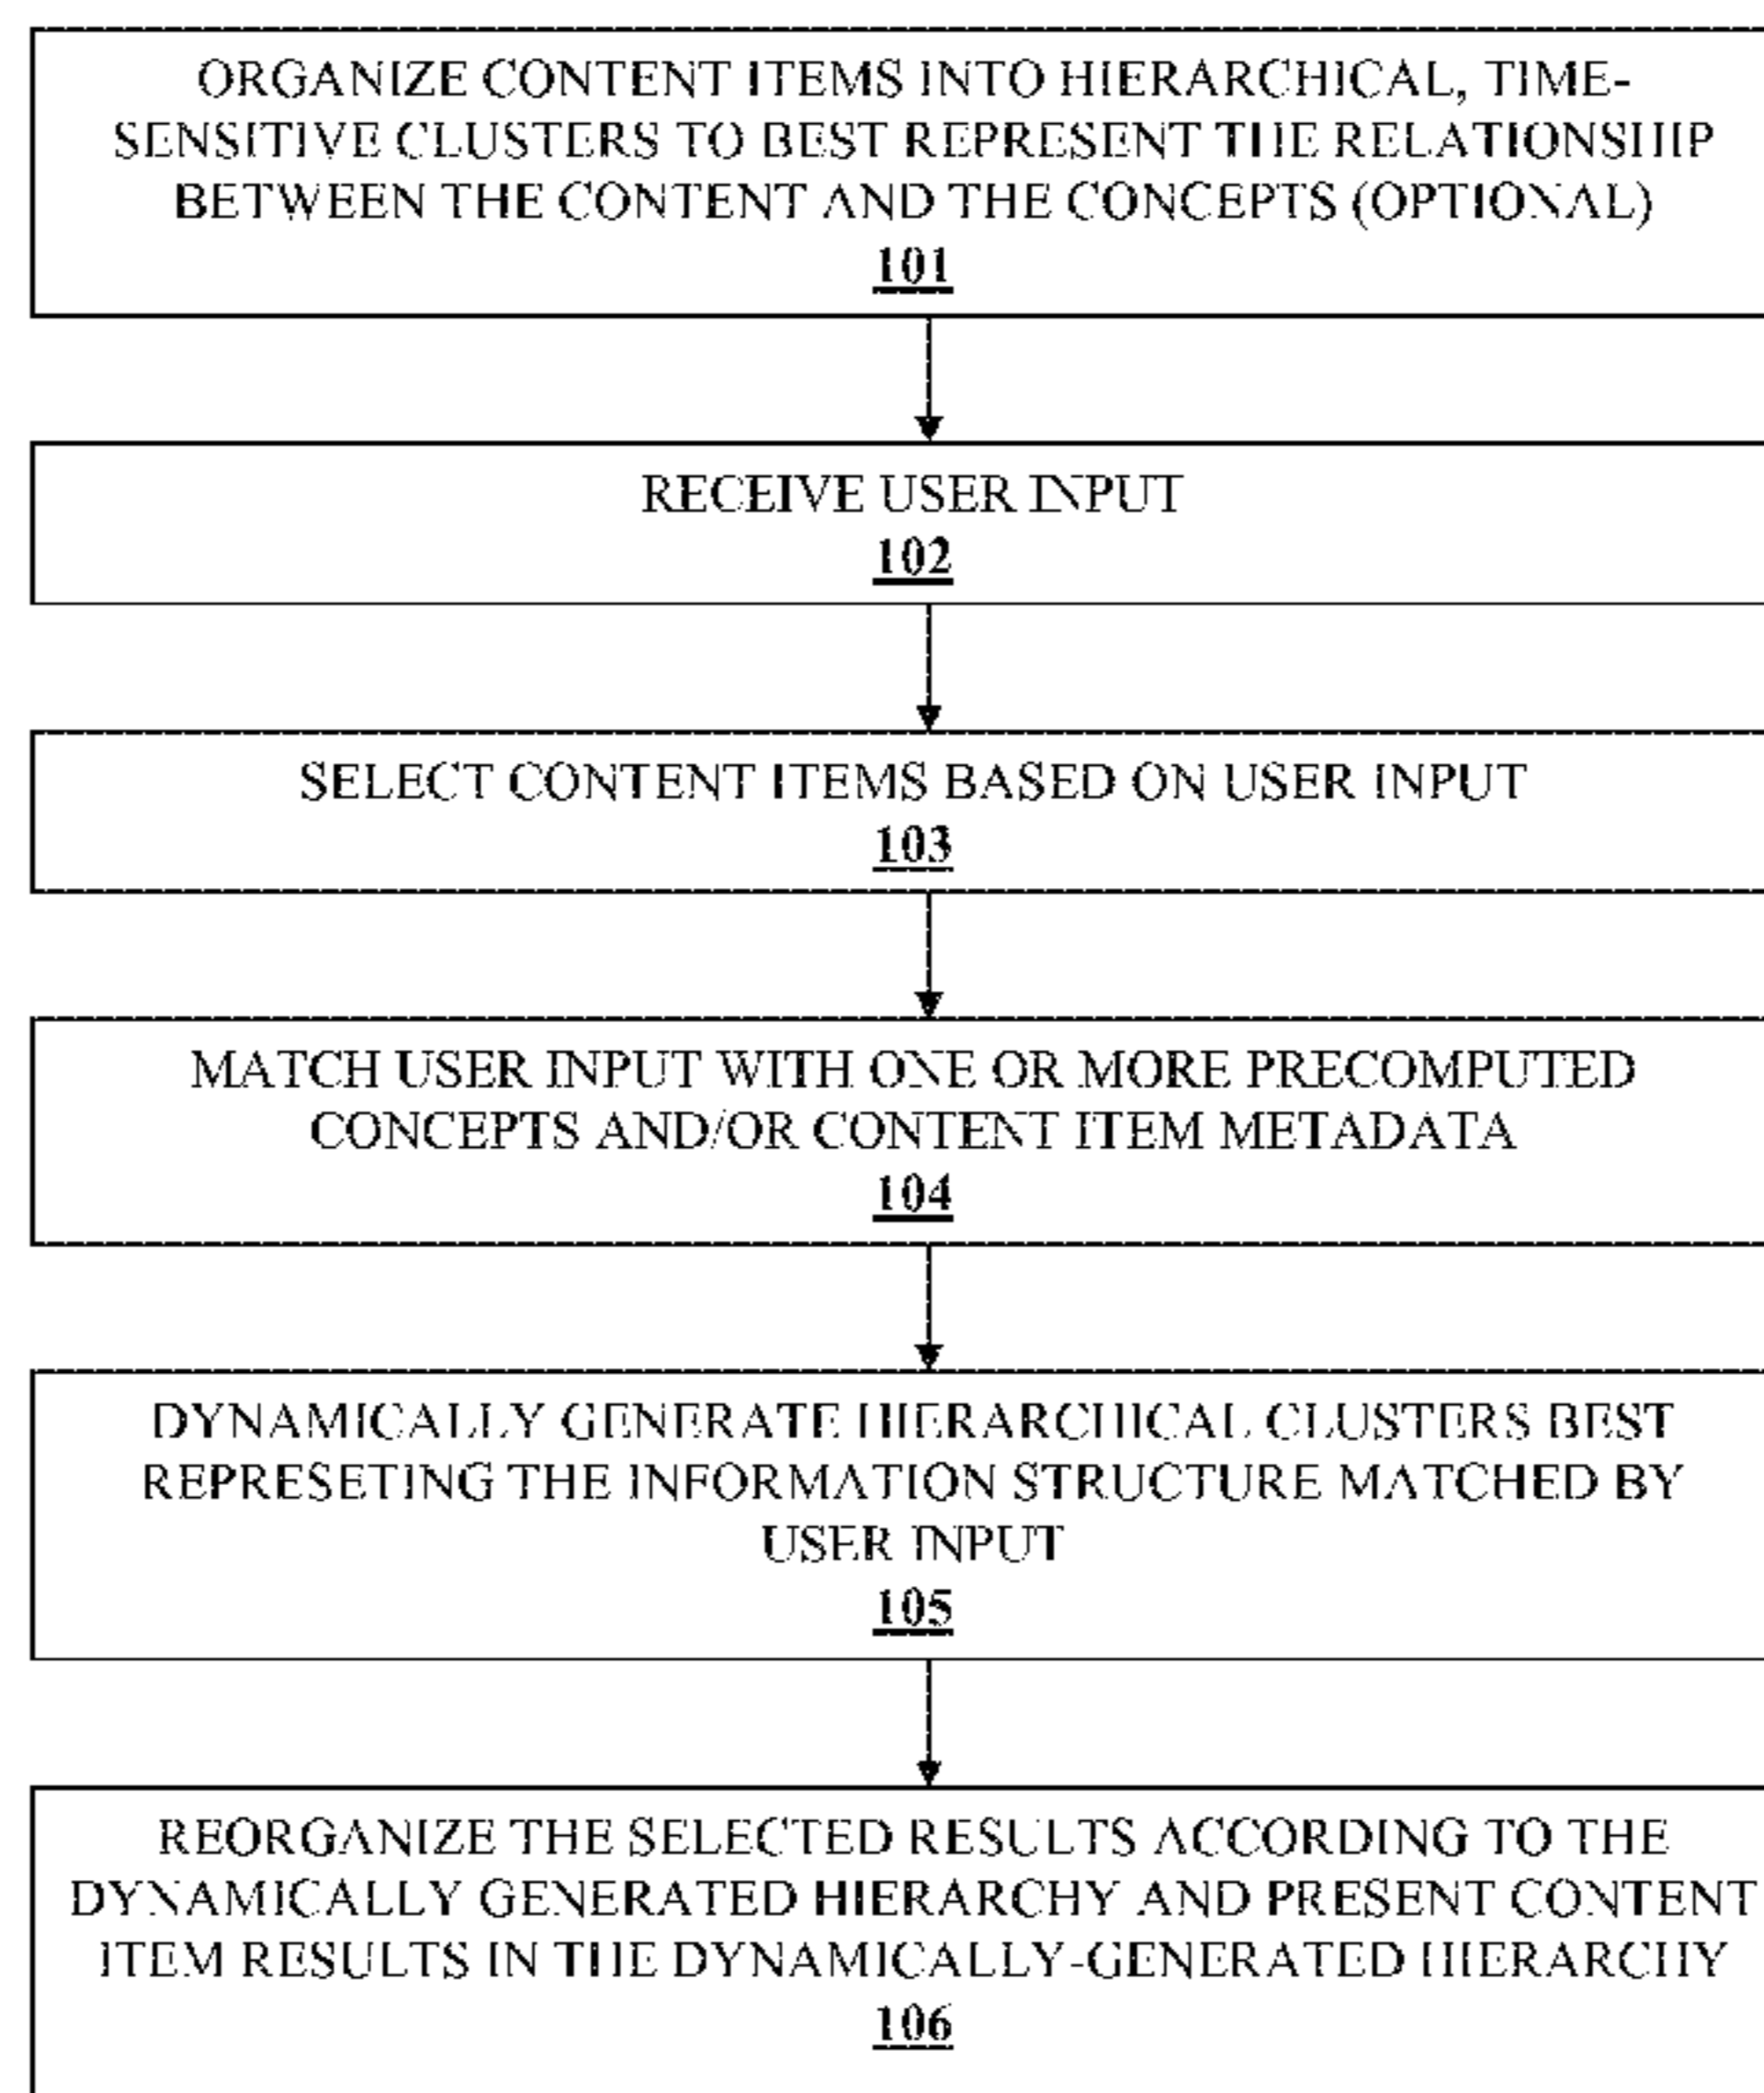 ORGANIZE CONTENT ITEMS INTO HIERARCHICAL, TIME-
SENSITIVE CLUSTERS TO BEST REPRESENT THE RELATIONSHIP
BETWEEN THE CONTENT AND THE CONCEPTS (OPTIONAL)
101
RECEIVE USER INPUT
102
SELECT CONTENT ITEMS BASED ON USER INPUT
103
MATCH USER INPUT WITH ONE OR MORE PRECOMPUTED
CONCEPTS AND/OR CONTENT ITEM METADATA
104
DYNAMICALLY GENERATE HIERARCHICAL CLUSTERS BEST
REPRESETING THE INFORMATION STRUCTURE MATCHED BY
USER INPUT
105
REORGANIZE THE SELECTED RESULTS ACCORDING TO THE
DYNAMICALLY GENERATED HIERARCHY AND PRESENT CONTENT
ITEM RESULTS IN THE DYNAMICALLY-GENERATED HIERARCHY
106